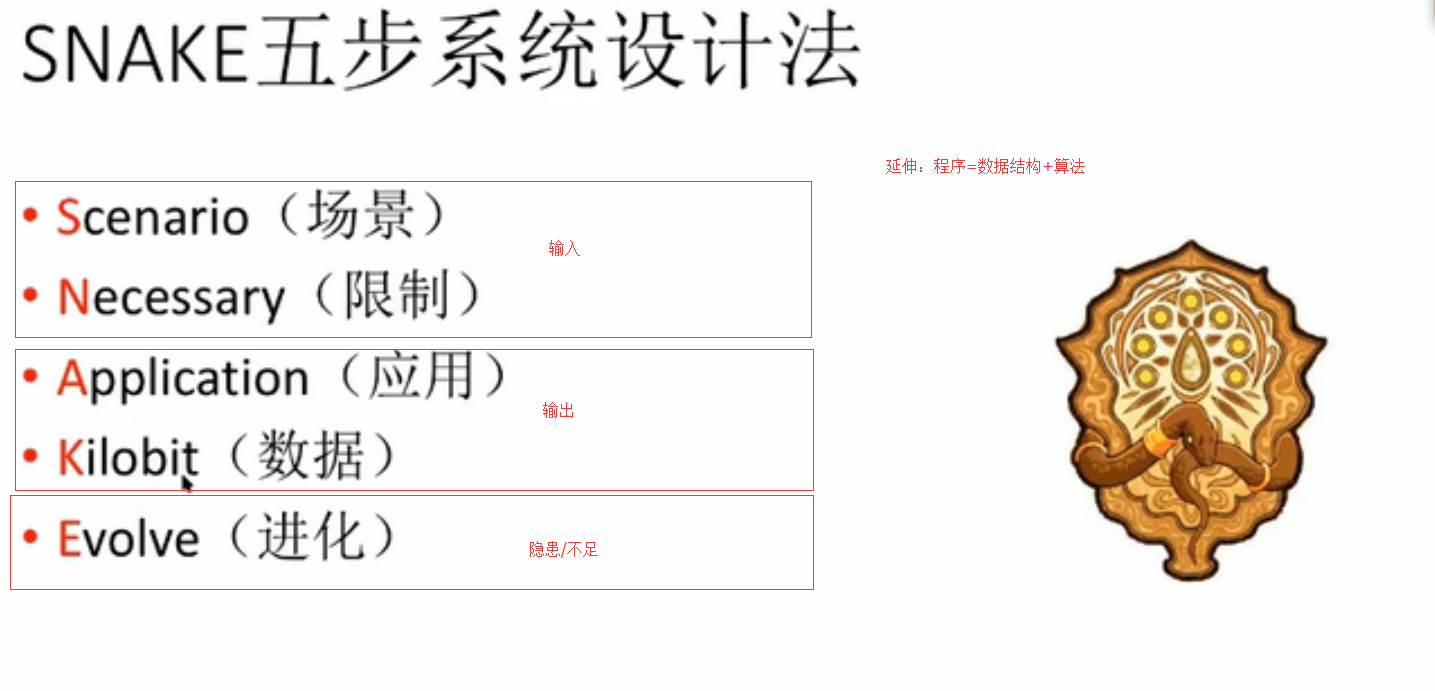 SNAKE五步系统设计法
延伸：程序=数据结构+算法
• Scenario（场景）
输入
• Necessary（限制）
• Application（应用）
输出
• Kilobit（数据）
• Evolve（进化）
隐患/不足